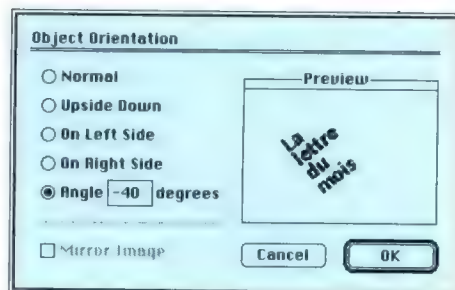 Object Orientation
Normal
Upside Down
On Left Side
On Right Side
Angle -40 degrees
Mirror Image
Preview
La
lettre
du
mois
Cancel
OK